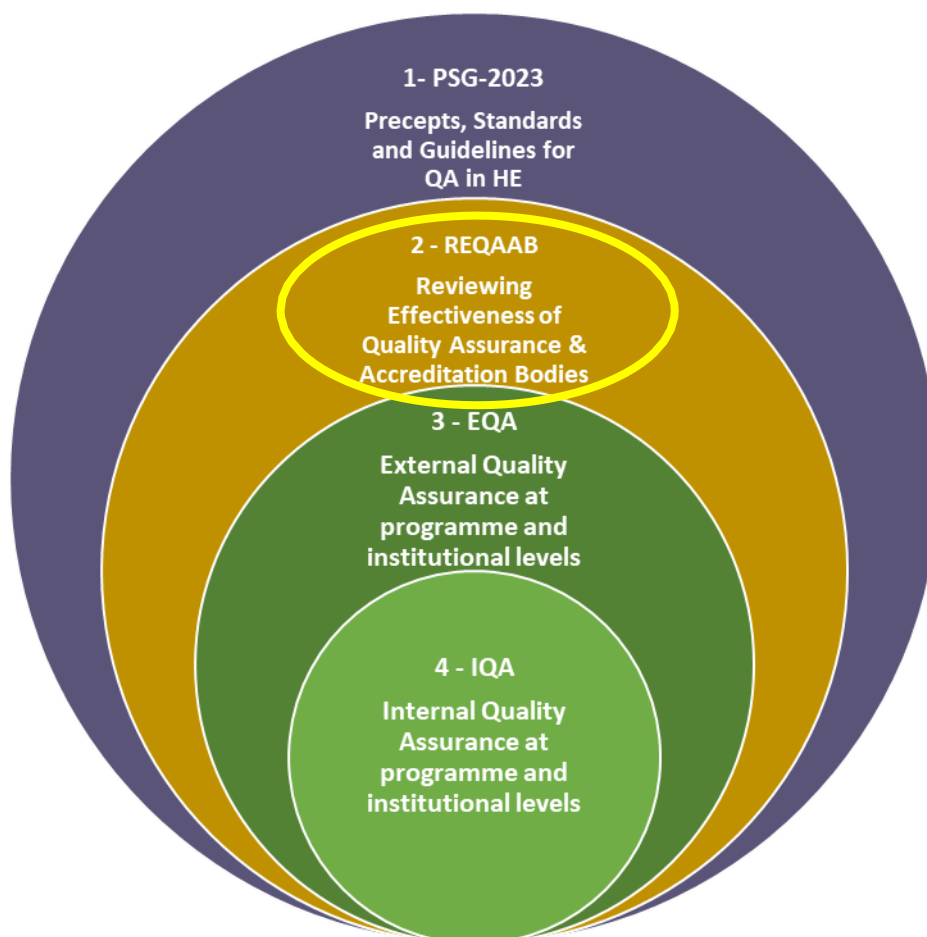 1- PSG-2023
Precepts, Standards
and Guidelines for
QA in HE
2 - REQAAB
Reviewing
Effectiveness of
Quality Assurance &
Accreditation Bodies
3 - EQA
External Quality
Assurance at
programme and
institutional levels
4 - IQA
Internal Quality
Assurance at
programme and
institutional levels